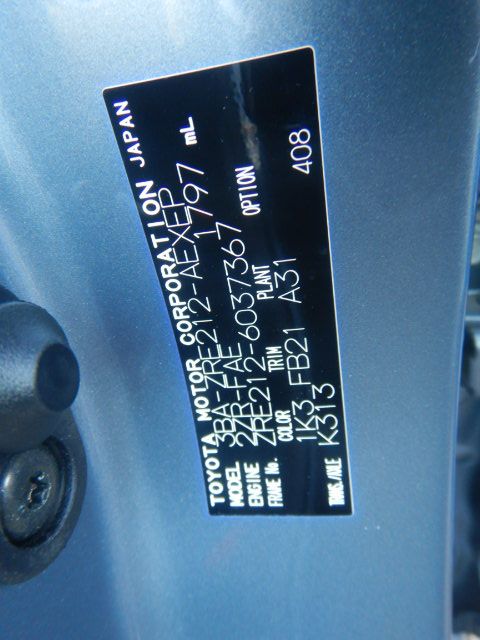 TOYOTA MOTOR CORPORATION JAPAN
MODEL 3BA-ZRE212-AEXEP
ENGINE 2ZR-FAE 1797 mL
FRAME No. ZRE212-6037367
COLOR TRIM PLANT OPTION
1K3 FB21 A31 408
TRANS./AXLE K313